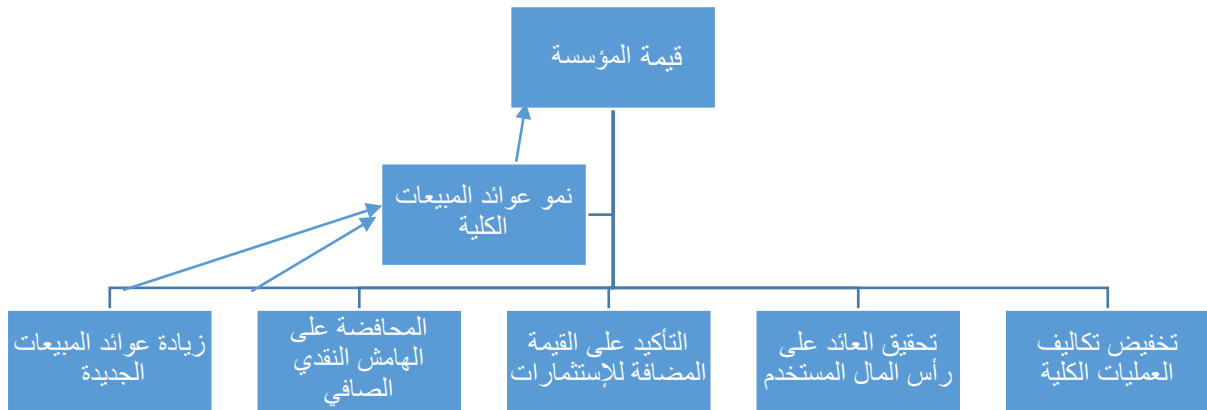 قيمة المؤسسة
نمو عوائد المبيعات
الكلية
تخفيض تكاليف
العمليات الكلية
تحقيق العائد على
رأس المال المستخدم
التأكيد على القيمة
المضافة للإستثمارات
المحافضة على
الهامش النقدي
الصافي
زيادة عوائد المبيعات
الجديدة